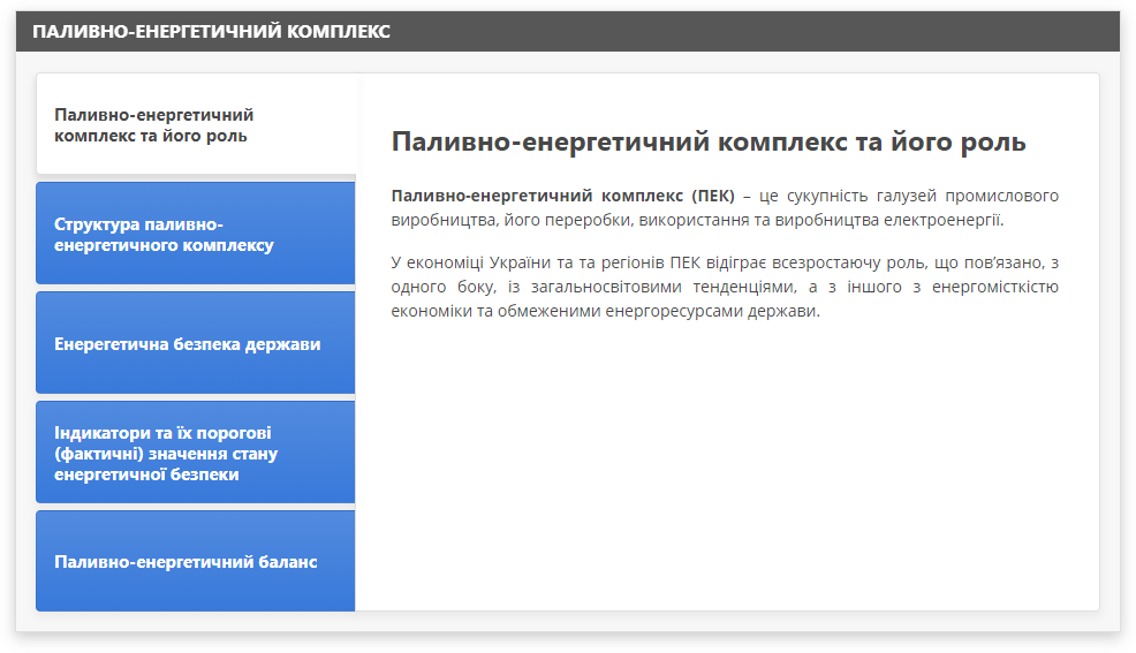 ПАЛИВНО-ЕНЕРГЕТИЧНИЙ КОМПЛЕКС
Паливно-енергетичний
комплекс та його роль
Структура паливно-
енергетичного комплексу
Енерегетична безпека держави
Індикатори та їх порогові
(фактичні) значення стану
енергетичної безпеки
Паливно-енергетичний баланс
Паливно-енергетичний комплекс та його роль
Паливно-енергетичний комплекс (ПЕК) – це сукупність галузей промислового
виробництва, його переробки, використання та виробництва електроенергії.
У економіці України та та регіонів ПЕК відіграє всезростаючу роль, що пов’язано, з
одного боку, із загальносвітовими тенденціями, а з іншого з енергомісткістю
економіки та обмеженими енергоресурсами держави.